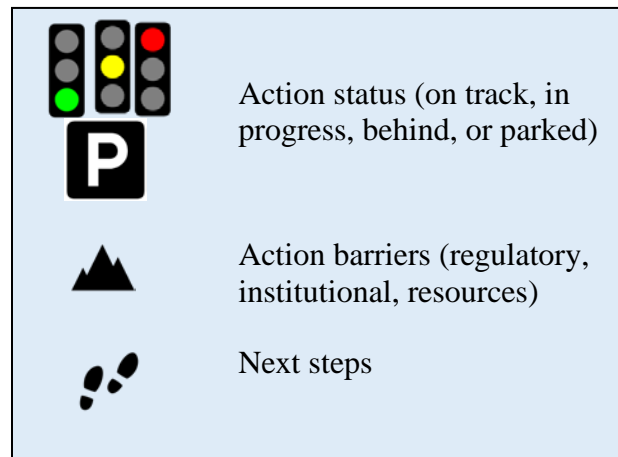 P
Action status (on track, in
progress, behind, or parked)
Action barriers (regulatory,
institutional, resources)
Next steps